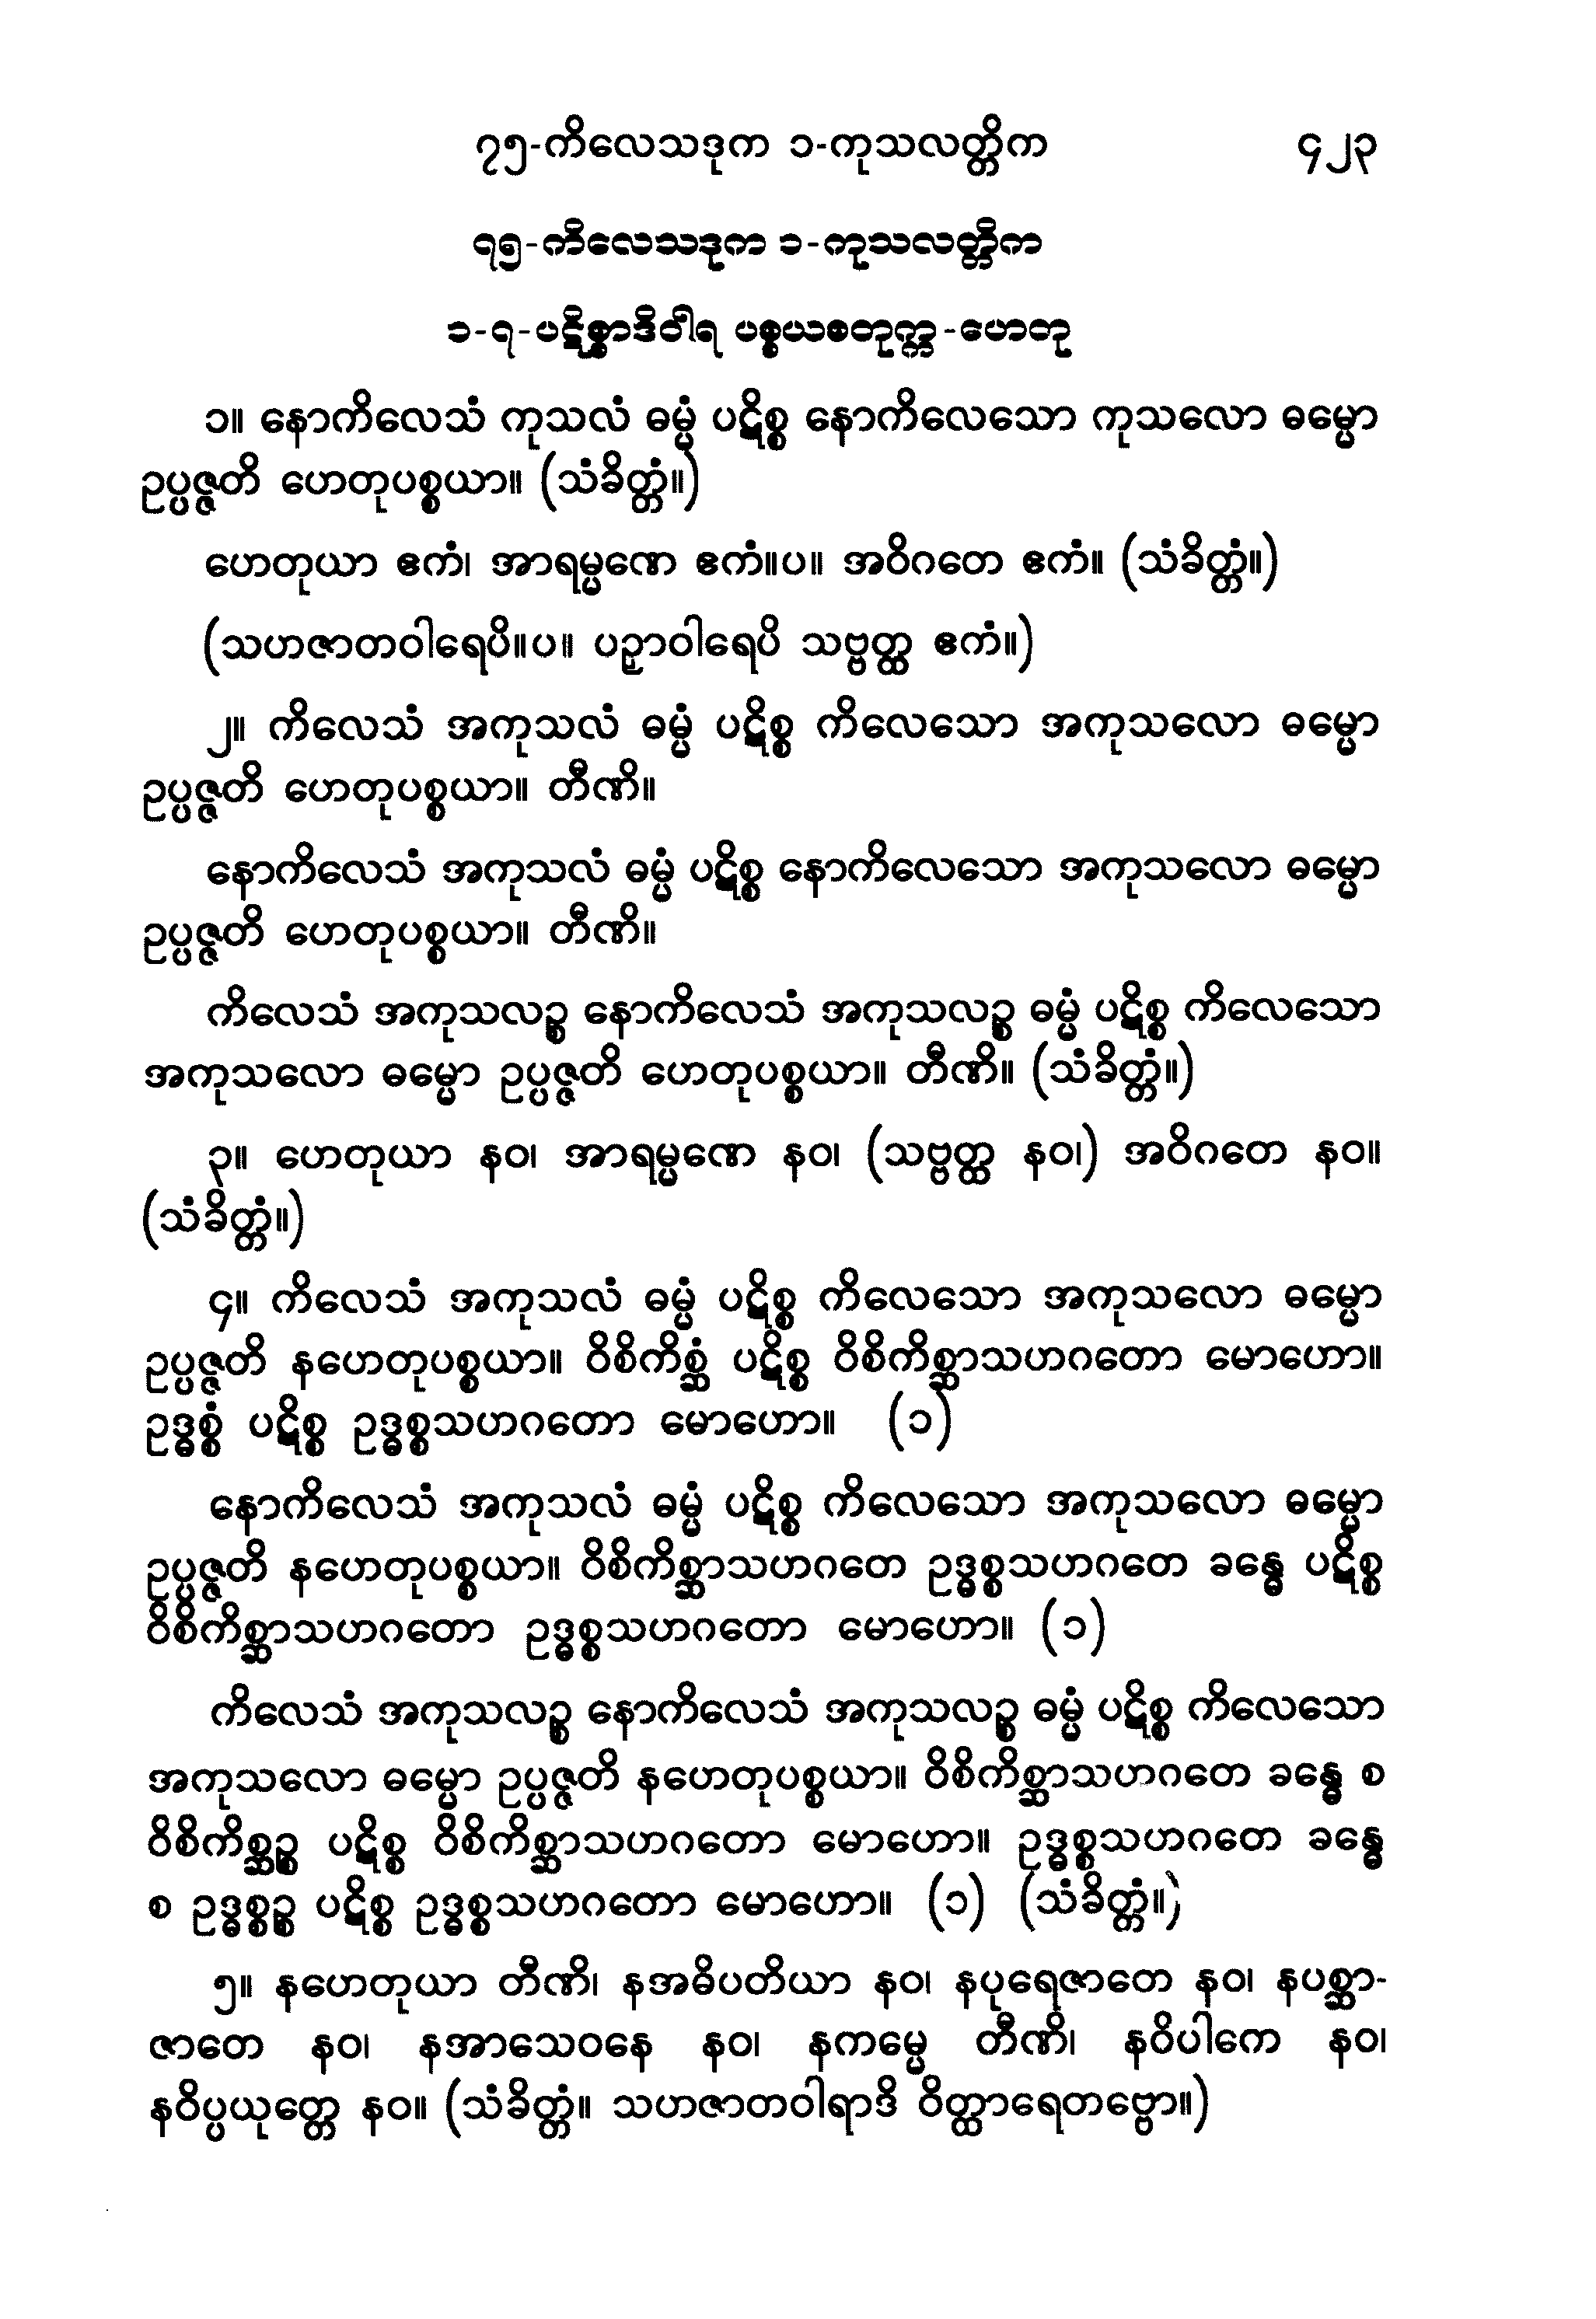 ၇၅-ကိလေသဒုက ၁-ကုသလတ္တိက ၄၂၃
၇၅-ကိလေသဒုက ၁-ကုသလတ္တိက
၁-၇-ပဋိစ္စာဒိဝါရ ပစ္စယစတုက္က-ဟေတု
၁။ နောကိလေသံ ကုသလံ ဓမ္မံ ပဋိစ္စ နောကိလေသော ကုသလော ဓမ္မော
ဥပ္ပဇ္ဇတိ ဟေတုပစ္စယာ။ (သံခိတ္တံ။)
ဟေတုယာ ဧကံ၊ အာရမ္မဏေ ဧကံ။ပ။ အဝိဂတေ ဧကံ။ (သံခိတ္တံ။)
(သဟဇာတဝါရေပိ။ပ။ ပဉှာဝါရေပိ သဗ္ဗတ္ထ ဧကံ။)
၂။ ကိလေသံ အကုသလံ ဓမ္မံ ပဋိစ္စ ကိလေသော အကုသလော ဓမ္မော
ဥပ္ပဇ္ဇတိ ဟေတုပစ္စယာ။ တီဏိ။
နောကိလေသံ အကုသလံ ဓမ္မံ ပဋိစ္စ နောကိလေသော အကုသလော ဓမ္မော
ဥပ္ပဇ္ဇတိ ဟေတုပစ္စယာ။ တီဏိ။
ကိလေသံ အကုသလဉ္စ နောကိလေသံ အကုသလဉ္စ ဓမ္မံ ပဋိစ္စ ကိလေသော
အကုသလော ဓမ္မော ဥပ္ပဇ္ဇတိ ဟေတုပစ္စယာ။ တီဏိ။ (သံခိတ္တံ။)
၃။ ဟေတုယာ နဝ၊ အာရမ္မဏေ နဝ၊ (သဗ္ဗတ္ထ နဝ၊) အဝိဂတေ နဝ။
(သံခိတ္တံ။)
၄။ ကိလေသံ အကုသလံ ဓမ္မံ ပဋိစ္စ ကိလေသော အကုသလော ဓမ္မော
ဥပ္ပဇ္ဇတိ နဟေတုပစ္စယာ။ ဝိစိကိစ္ဆံ ပဋိစ္စ ဝိစိကိစ္ဆာသဟဂတော မောဟော။
ဥဒ္ဓစ္စံ ပဋိစ္စ ဥဒ္ဓစ္စသဟဂတော မောဟော။ (၁)
နောကိလေသံ အကုသလံ ဓမ္မံ ပဋိစ္စ ကိလေသော အကုသလော ဓမ္မော
ဥပ္ပဇ္ဇတိ နဟေတုပစ္စယာ။ ဝိစိကိစ္ဆာသဟဂတေ ဥဒ္ဓစ္စသဟဂတေ ခန္ဓေ ပဋိစ္စ
ဝိစိကိစ္ဆာသဟဂတော ဥဒ္ဓစ္စသဟဂတော မောဟော။ (၁)
ကိလေသံ အကုသလဉ္စ နောကိလေသံ အကုသလဉ္စ ဓမ္မံ ပဋိစ္စ ကိလေသော
အကုသလော ဓမ္မော ဥပ္ပဇ္ဇတိ နဟေတုပစ္စယာ။ ဝိစိကိစ္ဆာသဟဂတေ ခန္ဓေ စ
ဝိစိကိစ္ဆဉ္စ ပဋိစ္စ ဝိစိကိစ္ဆာသဟဂတော မောဟော။ ဥဒ္ဓစ္စသဟဂတေ ခန္ဓေ
စ ဥဒ္ဓစ္စဉ္စ ပဋိစ္စ ဥဒ္ဓစ္စသဟဂတော မောဟော။ (၁) (သံခိတ္တံ။)
၅။ နဟေတုယာ တီဏိ၊ နအဓိပတိယာ နဝ၊ နပုရေဇာတေ နဝ၊ နပစ္ဆာ-
ဇာတေ နဝ၊ နအာသေဝနေ နဝ၊ နကမ္မေ တီဏိ၊ နဝိပါကေ နဝ၊
နဝိပ္ပယုတ္တေ နဝ။ (သံခိတ္တံ။ သဟဇာတဝါရာဒိ ဝိတ္ထာရေတဗ္ဗော။)